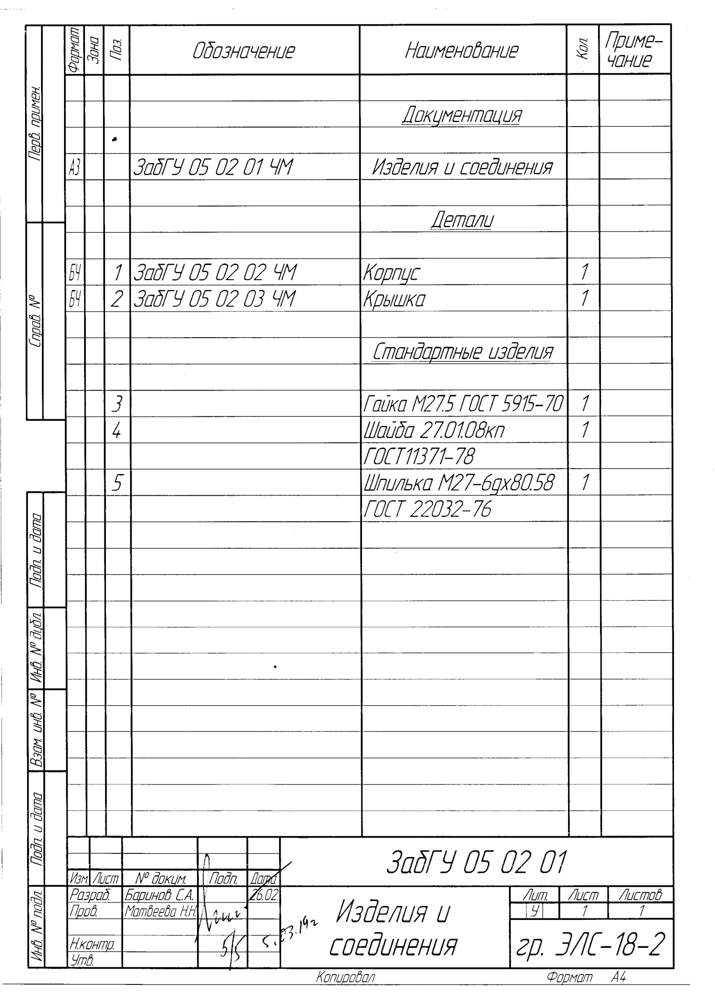 Перв. примен.
Справ. №
Подп. и дата
Инв. № дубл.
Взам. инв. №
Подп. и дата
Инв. № подл.
Формат Зона Поз. Обозначение Наименование Кол. Приме-
чание
Документация
А3 ЗабГУ 05 02 01 ЧМ Изделия и соединения
Детали
БЧ 1 ЗабГУ 05 02 02 ЧМ Корпус 1
БЧ 2 ЗабГУ 05 02 03 ЧМ Крышка 1
Стандартные изделия
3 Гайка М27.5 ГОСТ 5915-70 1
4 Шайба 27.01.08кп 1
ГОСТ11371-78
5 Шпилька М27-6gx80.58 1
ГОСТ 22032-76
ЗабГУ 05 02 01
Изм. Лист № докум. Подп. Дата
Разраб. Баринов С.А. 26.02.
Пров. Матвеева Н.Н.
Н.контр.
Утв.
5/5
5.03.19г
Изделия и
соединения
Лит. Лист Листов
У 1 1
гр. ЭЛС-18-2
Копировал Формат А4